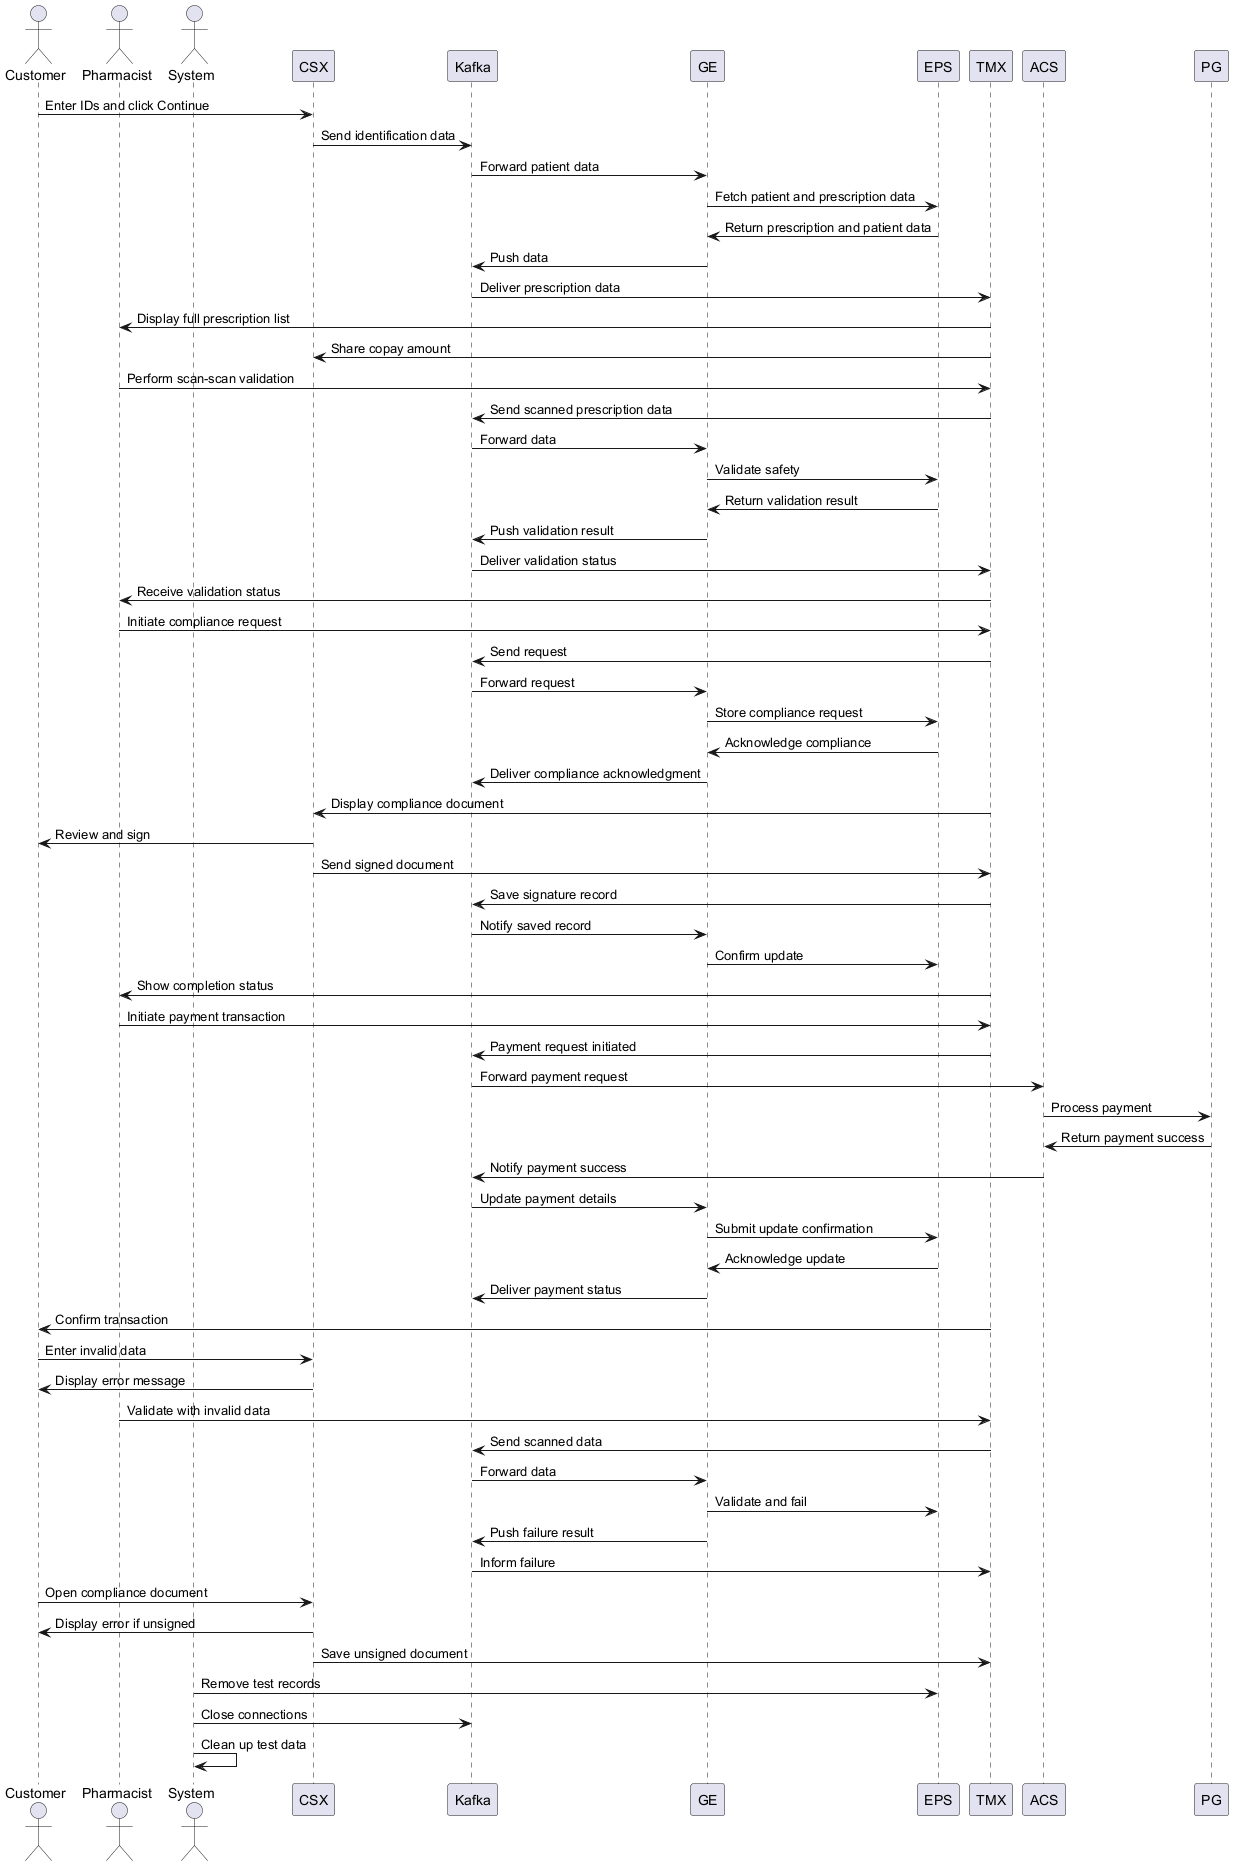 Customer
Pharmacist
System
CSX
Kafka
GE
EPS
TMX
ACS
PG
Enter IDs and click Continue
Send identification data
Forward patient data
Fetch patient and prescription data
Return prescription and patient data
Push data
Deliver prescription data
Display full prescription list
Share copay amount
Perform scan-scan validation
Send scanned prescription data
Forward data
Validate safety
Return validation result
Push validation result
Deliver validation status
Receive validation status
Initiate compliance request
Send request
Forward request
Store compliance request
Acknowledge compliance
Deliver compliance acknowledgment
Display compliance document
Review and sign
Send signed document
Save signature record
Notify saved record
Confirm update
Show completion status
Initiate payment transaction
Payment request initiated
Forward payment request
Process payment
Return payment success
Notify payment success
Update payment details
Submit update confirmation
Acknowledge update
Deliver payment status
Confirm transaction
Enter invalid data
Display error message
Validate with invalid data
Send scanned data
Forward data
Validate and fail
Push failure result
Inform failure
Open compliance document
Display error if unsigned
Save unsigned document
Remove test records
Close connections
Clean up test data
Customer
Pharmacist
System
CSX
Kafka
GE
EPS
TMX
ACS
PG